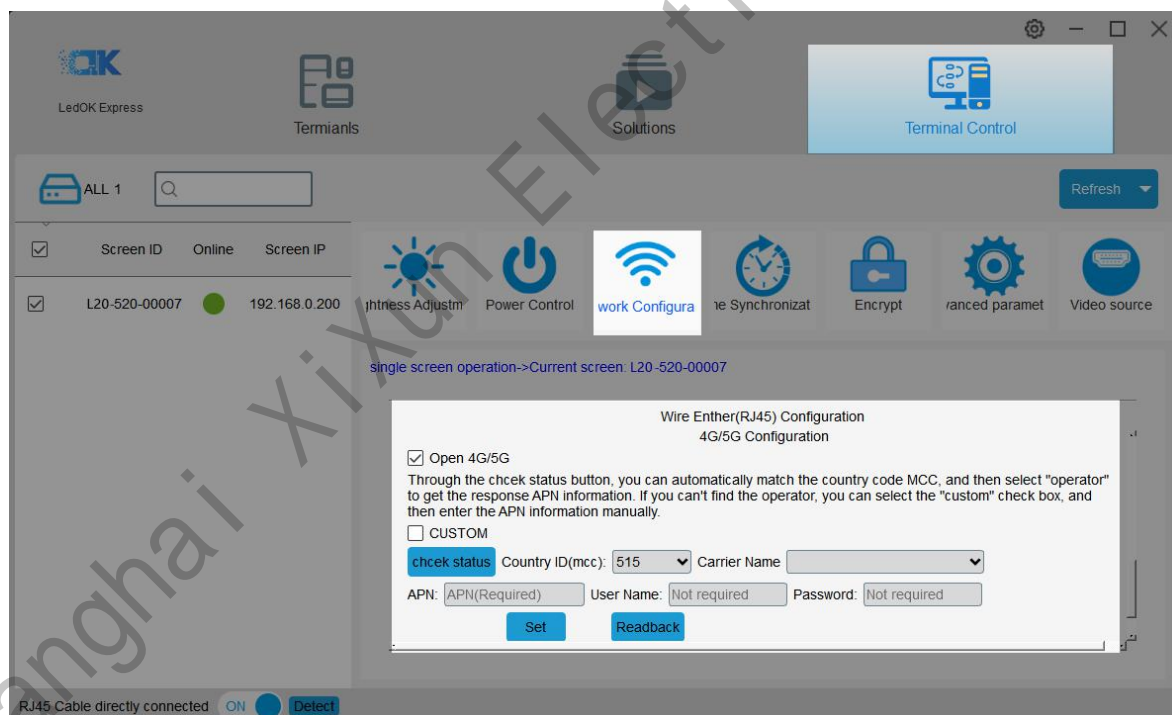 LedOK Express
Termianls
Solutions
Terminal Control
ALL 1
Refresh
Screen ID Online Screen IP
L20-520-00007 192.168.0.200
ghtness Adjustm Power Control work Configura ne Synchronizat Encrypt vanced paramet Video source
single screen operation->Current screen: L20-520-00007
Wire Enther(RJ45) Configuration
4G/5G Configuration
Open 4G/5G
Through the chcek status button, you can automatically match the country code MCC, and then select "operator"
to get the response APN information. If you can't find the operator, you can select the "custom" check box, and
then enter the APN information manually.
CUSTOM
chcek status Country ID(mcc): 515 Carrier Name
APN: APN(Required) User Name: Not required Password: Not required
Set Readback
RJ45 Cable directly connected ON Detect
anghai XiXun Elect